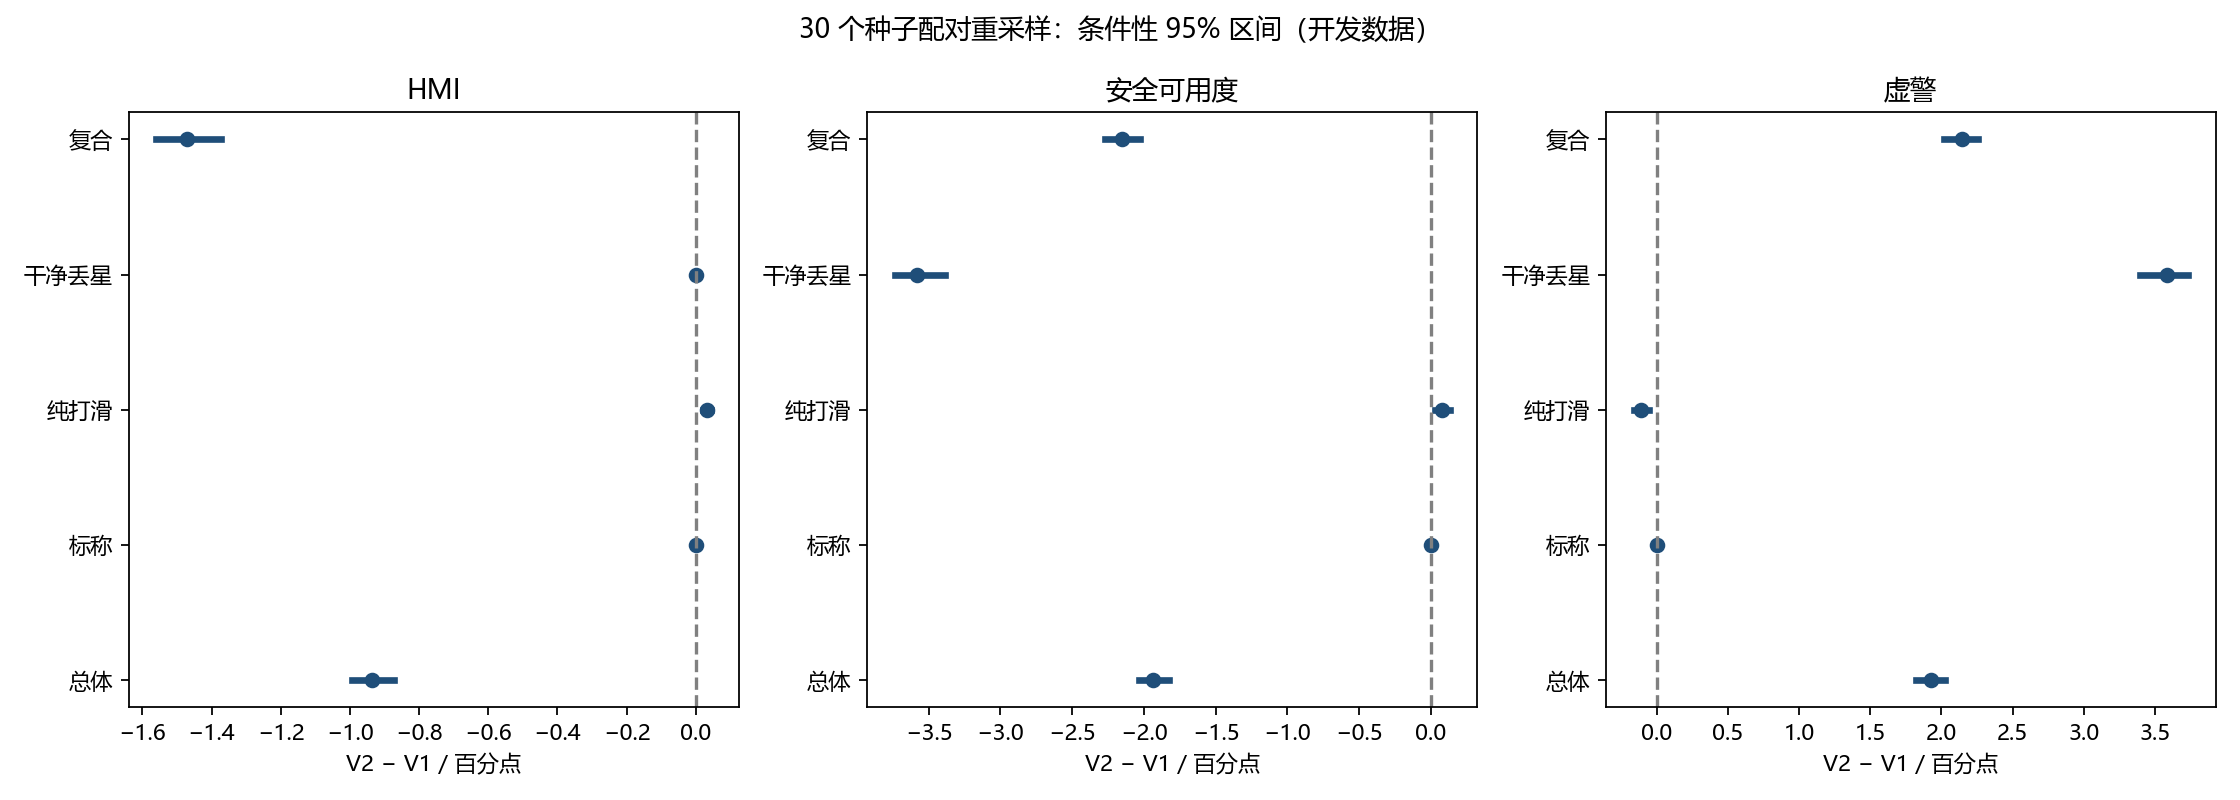 30 个种子配对重采样：条件性 95% 区间（开发数据）
HMI
复合
干净丢星
纯打滑
标称
总体
−1.6 −1.4 −1.2 −1.0 −0.8 −0.6 −0.4 −0.2 0.0
V2 − V1 / 百分点
安全可用度
复合
干净丢星
纯打滑
标称
总体
−3.5 −3.0 −2.5 −2.0 −1.5 −1.0 −0.5 0.0
V2 − V1 / 百分点
虚警
复合
干净丢星
纯打滑
标称
总体
0.0 0.5 1.0 1.5 2.0 2.5 3.0 3.5
V2 − V1 / 百分点